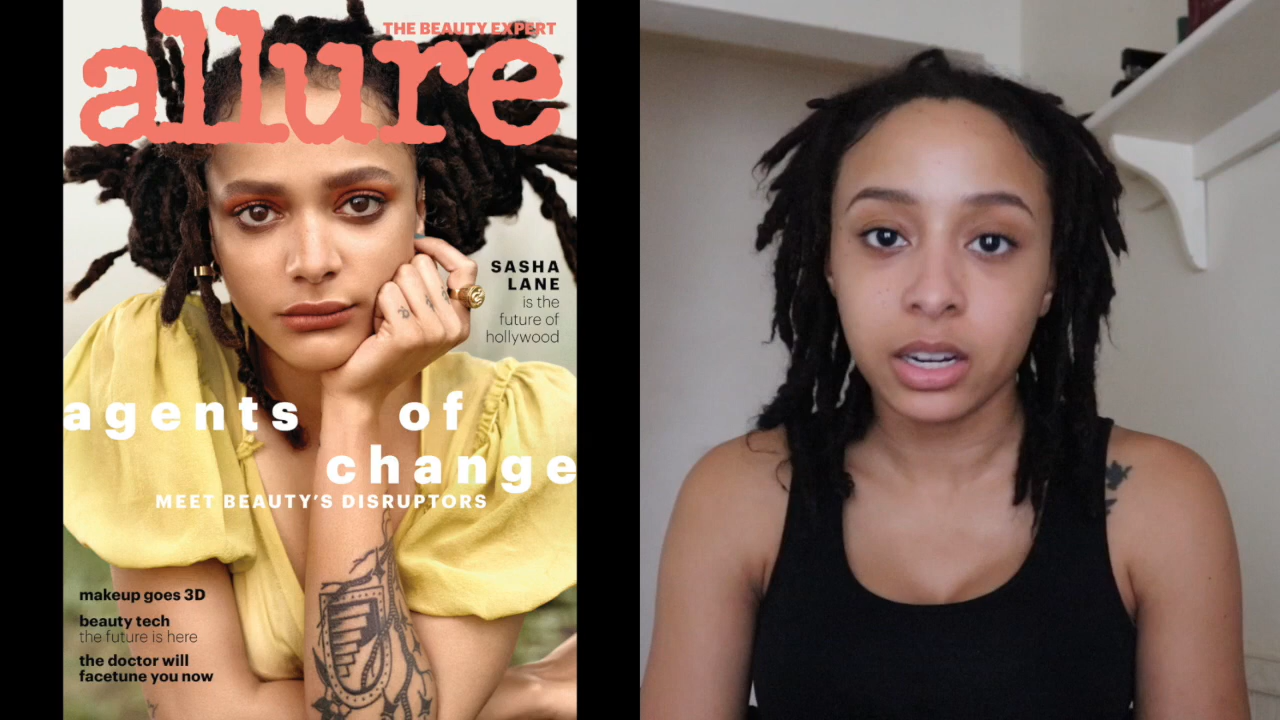 THE BEAUTY EXPERT
allure
SASHA
LANE
is the
future of
hollywood
agents of
change
MEET BEAUTY'S DISRUPTORS
makeup goes 3D
beauty tech
the future is here
the doctor will
facetune you now